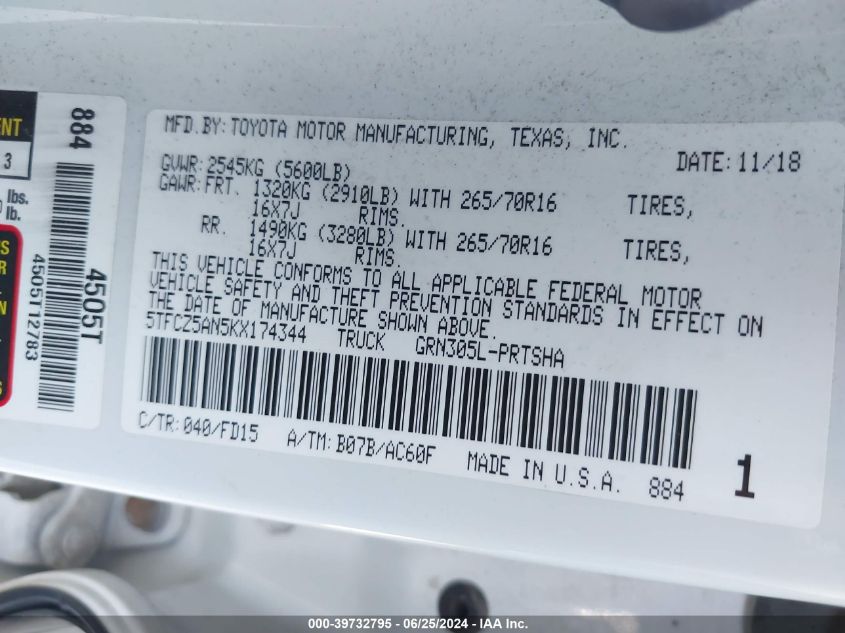 ENT
3
lbs.
lb.
884
4505T
4505T12783
MFD.BY:TOYOTA MOTOR MANUFACTURING, TEXAS, INC.
DATE:11/18
GVWR:2545KG (5600LB)
GAWR:FRT. 1320KG (2910LB) WITH 265/70R16 TIRES,
16X7J RIMS.
RR. 1490KG (3280LB) WITH 265/70R16 TIRES,
16X7J RIMS.
THIS VEHICLE CONFORMS TO ALL APPLICABLE FEDERAL MOTOR
VEHICLE SAFETY AND THEFT PREVENTION STANDARDS IN EFFECT ON
THE DATE OF MANUFACTURE SHOWN ABOVE.
5TFCZ5AN5KX174344 TRUCK GRN305L-PRTSHA
C/TR:040/FD15 A/TM:B07B/AC60F MADE IN U.S.A. 884 1
000-39732795 - 06/25/2024 - IAA Inc.